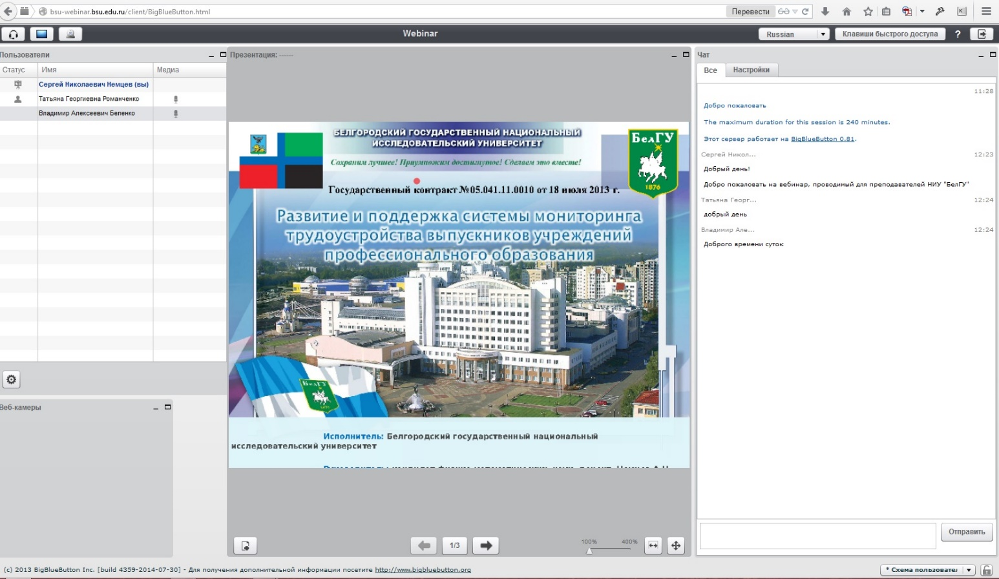 bsu-webinar.bsu.edu.ru/client/BigBlueButton.html
Перевести
Webinar
Russian
Клавиши быстрого доступа
?
Пользователи
Статус Имя Медиа
Сергей Николаевич Немцев (вы)
Татьяна Георгиевна Романченко
Владимир Алексеевич Беленко
Веб-камеры
Презентация: ------
БЕЛГОРОДСКИЙ ГОСУДАРСТВЕННЫЙ НАЦИОНАЛЬНЫЙ
ИССЛЕДОВАТЕЛЬСКИЙ УНИВЕРСИТЕТ
Сохраним лучшее! Приумножим достигнутое! Сделаем это вместе!
БелГУ
1876
Государственный контракт №05.041.11.0010 от 18 июля 2013 г.
Развитие и поддержка системы мониторинга
трудоустройства выпускников учреждений
профессионального образования
БелГУ
1876
Исполнитель: Белгородский государственный национальный
исследовательский университет
1/3
100% 400%
Чат
Все Настройки
11:28
Добро пожаловать
The maximum duration for this session is 240 minutes.
Этот сервер работает на BigBlueButton 0.81.
Сергей Никол... 12:23
Добрый день!
Добро пожаловать на вебинар, проводимый для преподавателей НИУ "БелГУ"
Татьяна Георг... 12:24
добрый день
Владимир Але... 12:24
Доброго времени суток
Отправить
(c) 2013 BigBlueButton Inc. [build 4359-2014-07-30] - Для получения дополнительной информации посетите http://www.bigbluebutton.org
* Схема пользовател